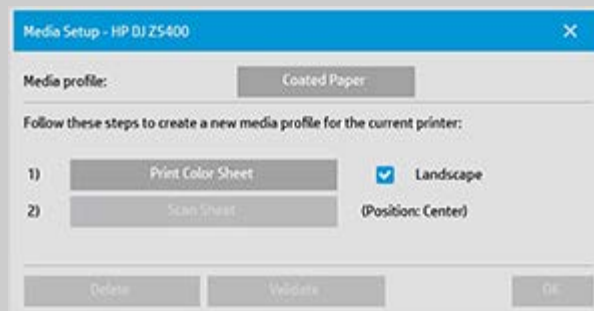 Media Setup - HP DJ Z5400
Media profile: Coated Paper
Follow these steps to create a new media profile for the current printer:
1) Print Color Sheet Landscape
2) Scan Sheet (Position: Center)
Delete Validate OK